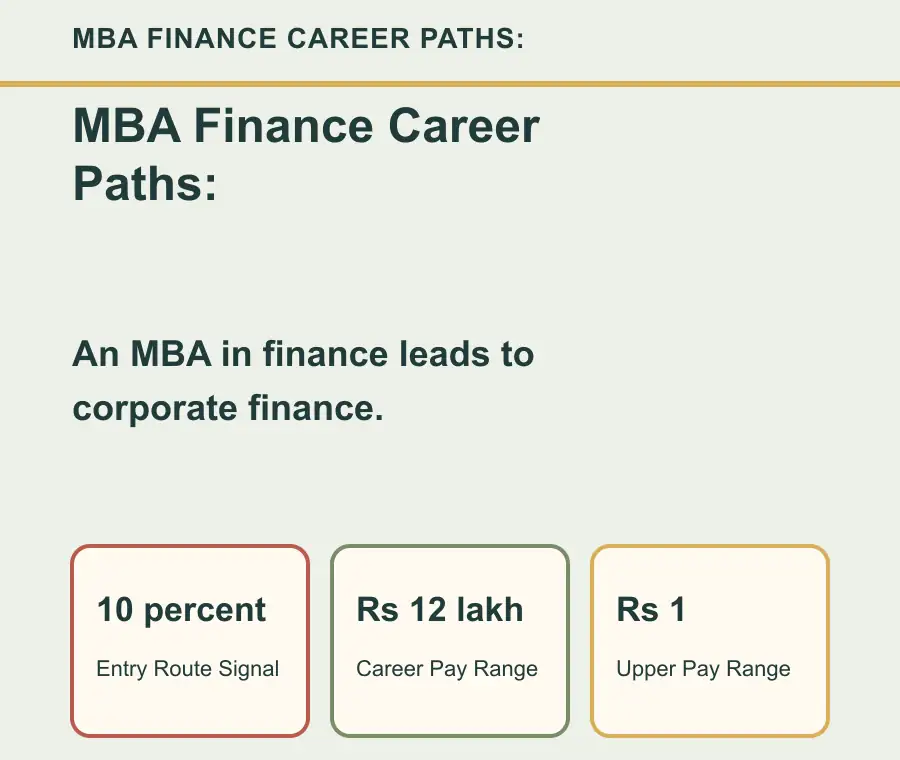 MBA FINANCE CAREER PATHS:
MBA Finance Career
Paths:
An MBA in finance leads to
corporate finance.
10 percent
Entry Route Signal
Rs 12 lakh
Career Pay Range
Rs 1
Upper Pay Range